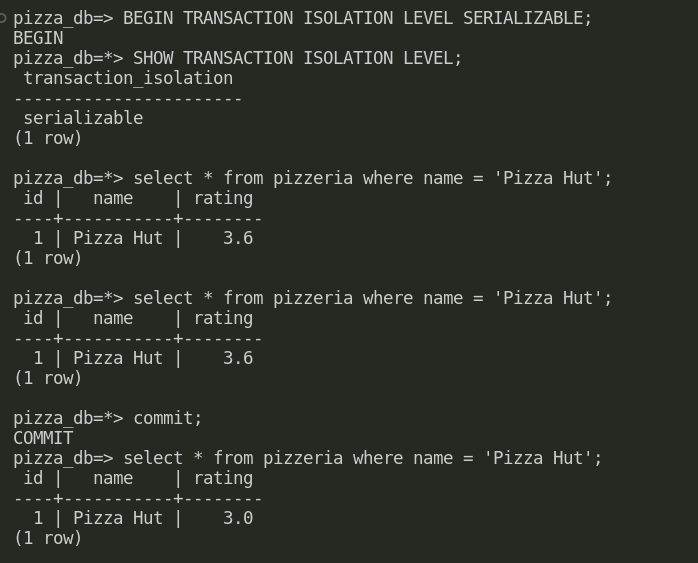 pizza_db=> BEGIN TRANSACTION ISOLATION LEVEL SERIALIZABLE;
BEGIN
pizza_db=*> SHOW TRANSACTION ISOLATION LEVEL;
 transaction_isolation
-----------------------
 serializable
(1 row)

pizza_db=*> select * from pizzeria where name = 'Pizza Hut';
 id |   name    | rating
----+-----------+--------
  1 | Pizza Hut |    3.6
(1 row)

pizza_db=*> select * from pizzeria where name = 'Pizza Hut';
 id |   name    | rating
----+-----------+--------
  1 | Pizza Hut |    3.6
(1 row)

pizza_db=*> commit;
COMMIT
pizza_db=> select * from pizzeria where name = 'Pizza Hut';
 id |   name    | rating
----+-----------+--------
  1 | Pizza Hut |    3.0
(1 row)